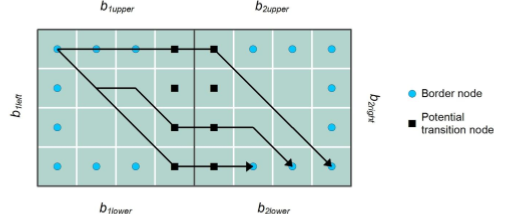 b1upper
b2upper
b1left
b2right
Border node
Potential
transition node
b1lower
b2lower